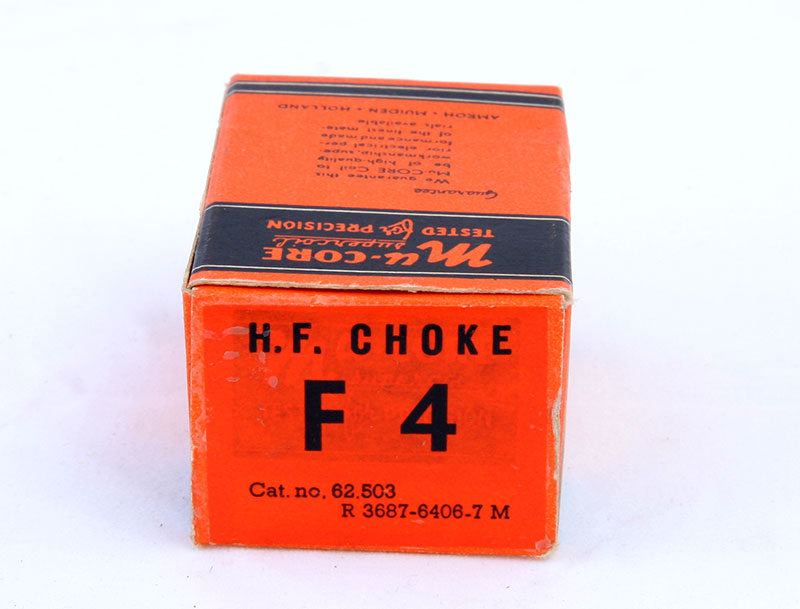 AMROH • MUIDEN • HOLLAND
Guarantee
We guarantee this
Mu-CORE Coil to
be of high-quality
workmanship, supe-
rior electrical per-
formance and made
of the finest mate-
rials available
Mu-CORE
supercoil
TESTED for PRECISION
H.F. CHOKE
F 4
Cat. no. 62.503
R 3687-6406-7 M